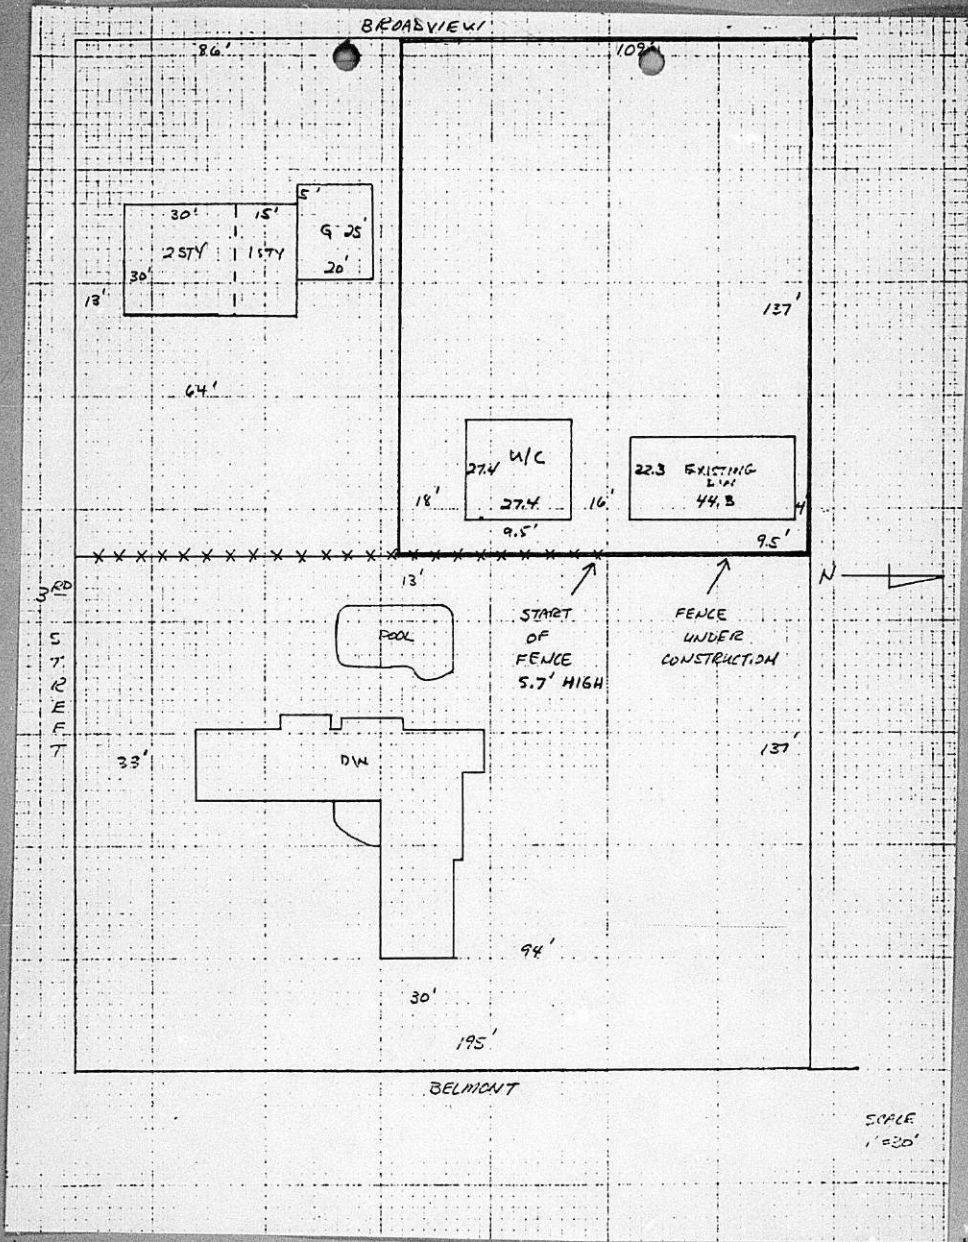 BROADVIEW
86'
109'
5'
30'
15'
G 25'
2 STY
1 STY
20'
30'
13'
137'
64'
27.4
U/C
22.3
EXISTING
18'
27.4
16'
44.3
4'
9.5'
9.5'
13'
N
3RD STREET
START
OF
FENCE
5.7' HIGH
FENCE
UNDER
CONSTRUCTION
POOL
33'
DW
137'
94'
30'
195'
BELMONT
SCALE